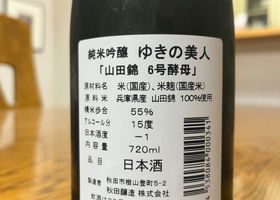 純米吟醸 ゆきの美人
「山田錦 6号酵母」
原材料名 米(国産)、米麹(国産米)
原料米 兵庫県産 山田錦 100%使用
精米歩合 55%
アルコール分 15度
日本酒度 －1
内容量 720ml
品目 日本酒
製造者 秋田市楢山登町5-2
秋田醸造 株式会社
4538084000341